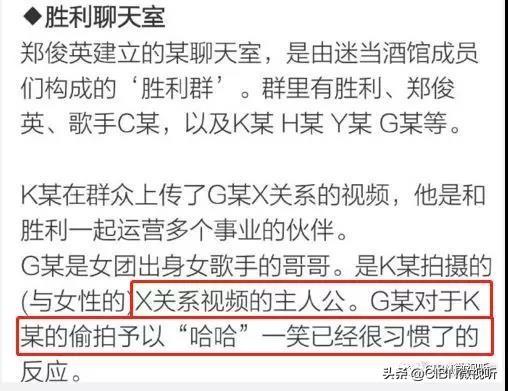 ◆胜利聊天室
郑俊英建立的某聊天室，是由迷当酒馆成员
们构成的‘胜利群’。群里有胜利、郑俊
英、歌手C某，以及K某 H某 Y某 G某等。
K某在群众上传了G某X关系的视频，他是和
胜利一起运营多个事业的伙伴。
G某是女团出身女歌手的哥哥。是K某拍摄的
(与女性的)X关系视频的主人公。G某对于K
某的偷拍予以“哈哈”一笑已经很习惯了的
反应。
头条@CIBN微视听